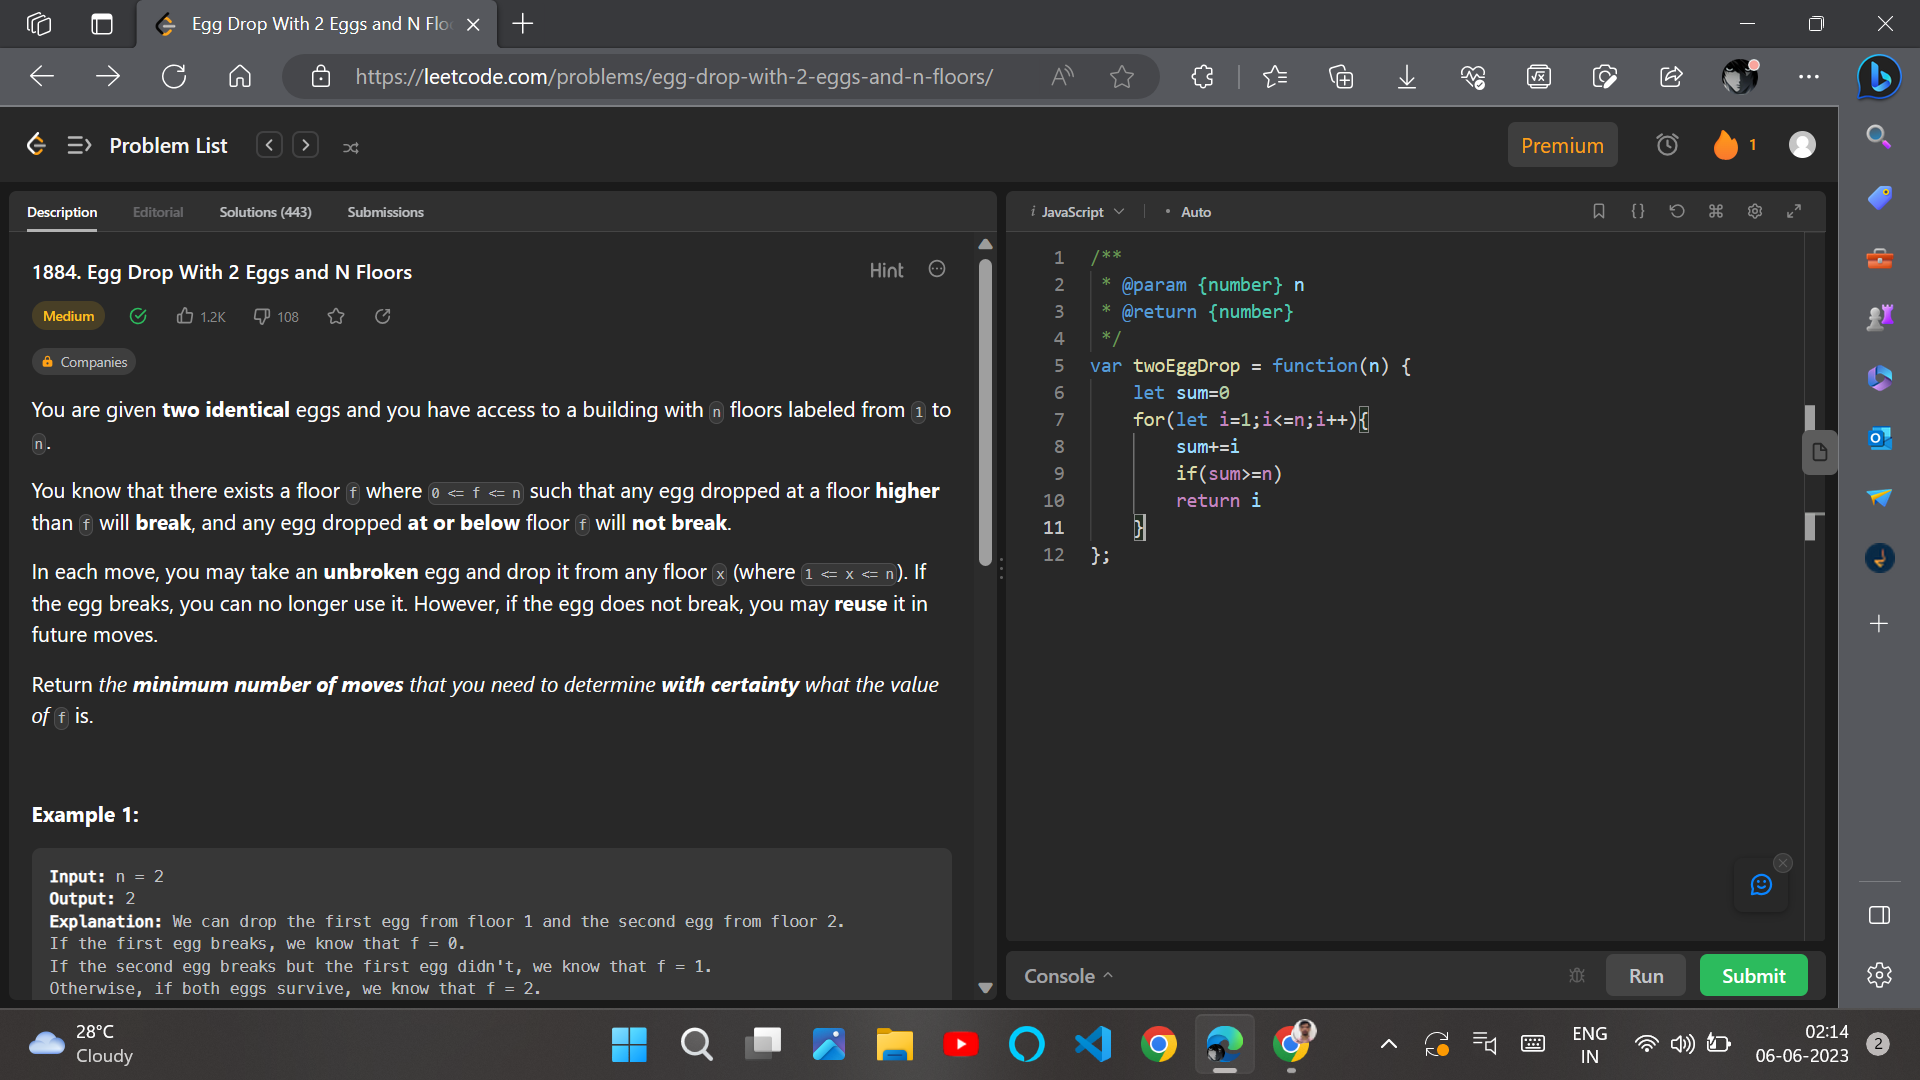 Egg Drop With 2 Eggs and N Flo
https://leetcode.com/problems/egg-drop-with-2-eggs-and-n-floors/
Problem List
Premium
1
Description
Editorial
Solutions (443)
Submissions
1884. Egg Drop With 2 Eggs and N Floors
Hint
Medium
1.2K
108
Companies
You are given two identical eggs and you have access to a building with n floors labeled from 1 to
n.
You know that there exists a floor f where 0 <= f <= n such that any egg dropped at a floor higher
than f will break, and any egg dropped at or below floor f will not break.
In each move, you may take an unbroken egg and drop it from any floor x (where 1 <= x <= n). If
the egg breaks, you can no longer use it. However, if the egg does not break, you may reuse it in
future moves.
Return the minimum number of moves that you need to determine with certainty what the value
of f is.
Example 1:
Input: n = 2
Output: 2
Explanation: We can drop the first egg from floor 1 and the second egg from floor 2.
If the first egg breaks, we know that f = 0.
If the second egg breaks but the first egg didn't, we know that f = 1.
Otherwise, if both eggs survive, we know that f = 2.
i JavaScript
• Auto
1 /**
2 * @param {number} n
3 * @return {number}
4 */
5 var twoEggDrop = function(n) {
6 let sum=0
7 for(let i=1;i<=n;i++){
8 sum+=i
9 if(sum>=n)
10 return i
11 }
12 };
Console
Run
Submit
28°C
Cloudy
ENG
IN
02:14
06-06-2023
2